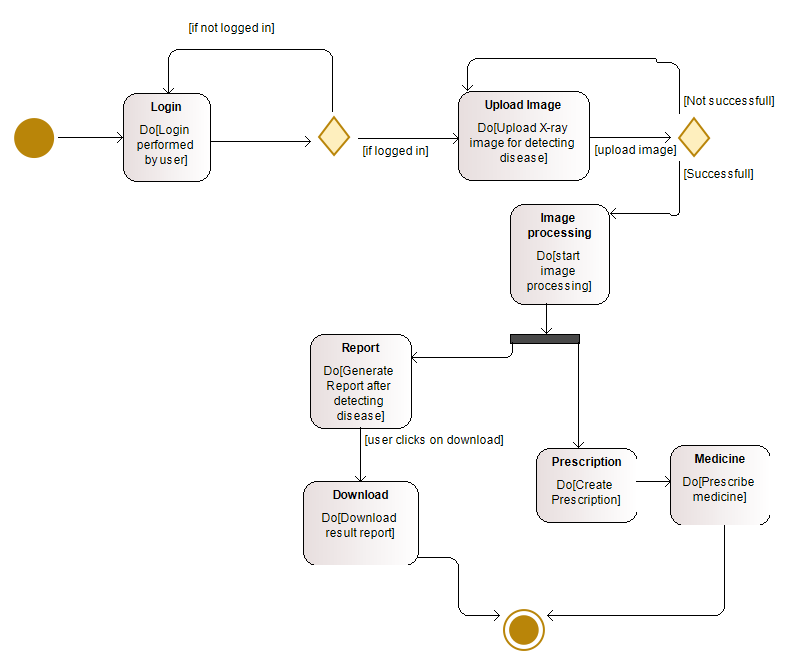 [if not logged in]
Login
Do[Login
performed
by user]
[if logged in]
Upload Image
Do[Upload X-ray
image for detecting
disease]
[upload image]
[Not successfull]
[Successfull]
Image
processing
Do[start
image
processing]
Report
Do[Generate
Report after
detecting
disease]
[user clicks on download]
Download
Do[Download
result report]
Prescription
Do[Create
Prescription]
Medicine
Do[Prescribe
medicine]